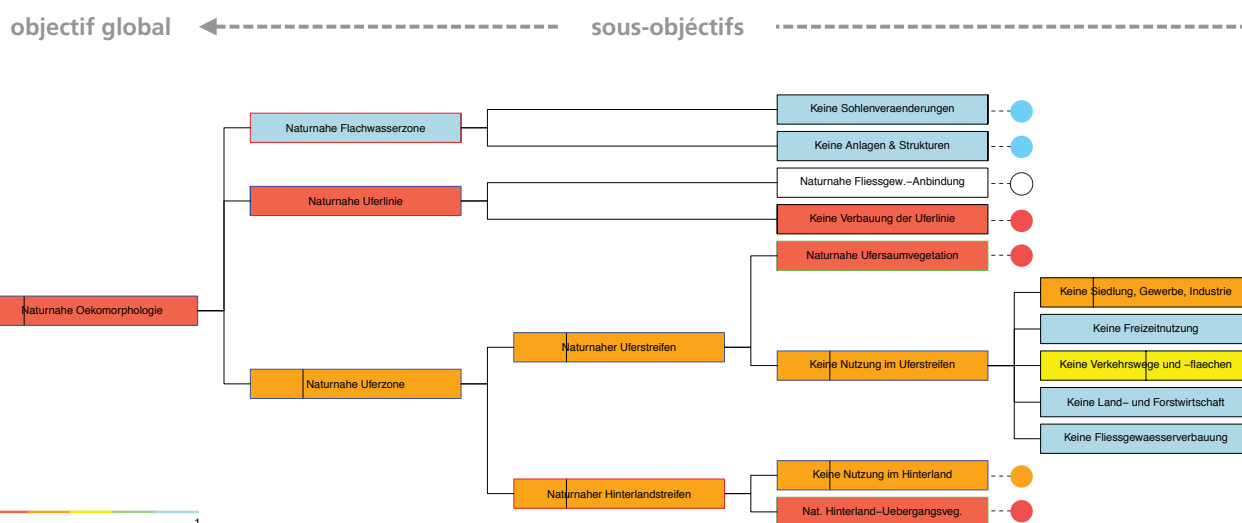 objectif global
sous-objéctifs
Keine Sohlenveraenderungen
Naturnahe Flachwasserzone
Keine Anlagen & Strukturen
Naturnahe Fliessgew.–Anbindung
Naturnahe Uferlinie
Keine Verbauung der Uferlinie
Naturnahe Ufersaumvegetation
Keine Siedlung, Gewerbe, Industrie
Naturnahe Oekomorphologie
Keine Freizeitnutzung
Naturnaher Uferstreifen
Keine Nutzung im Uferstreifen
Keine Verkehrswege und –flaechen
Naturnahe Uferzone
Keine Land– und Forstwirtschaft
Keine Fliessgewaesserverbauung
Keine Nutzung im Hinterland
Naturnaher Hinterlandstreifen
Nat. Hinterland–Uebergangsveg.
1